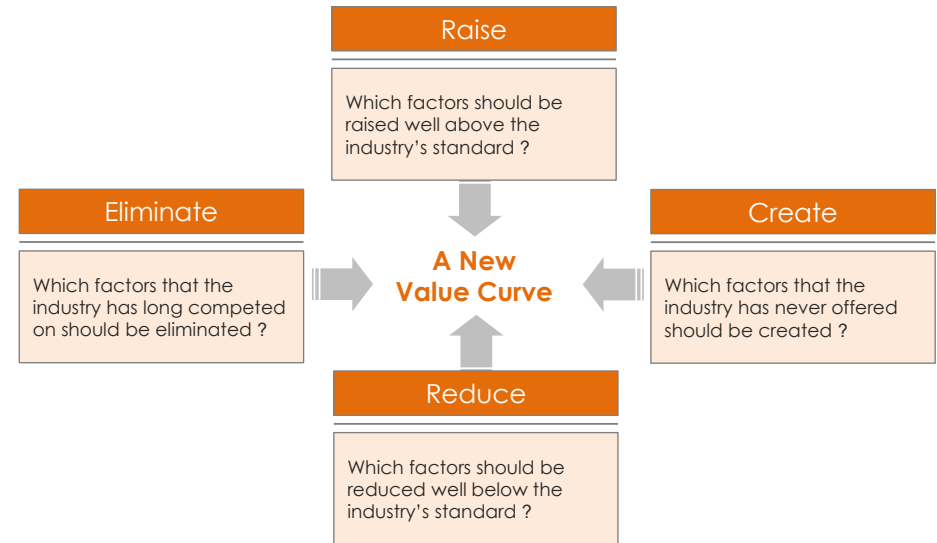 Raise
Which factors should be
raised well above the
industry’s standard ?
Eliminate
Which factors that the
industry has long competed
on should be eliminated ?
A New
Value Curve
Create
Which factors that the
industry has never offered
should be created ?
Reduce
Which factors should be
reduced well below the
industry’s standard ?